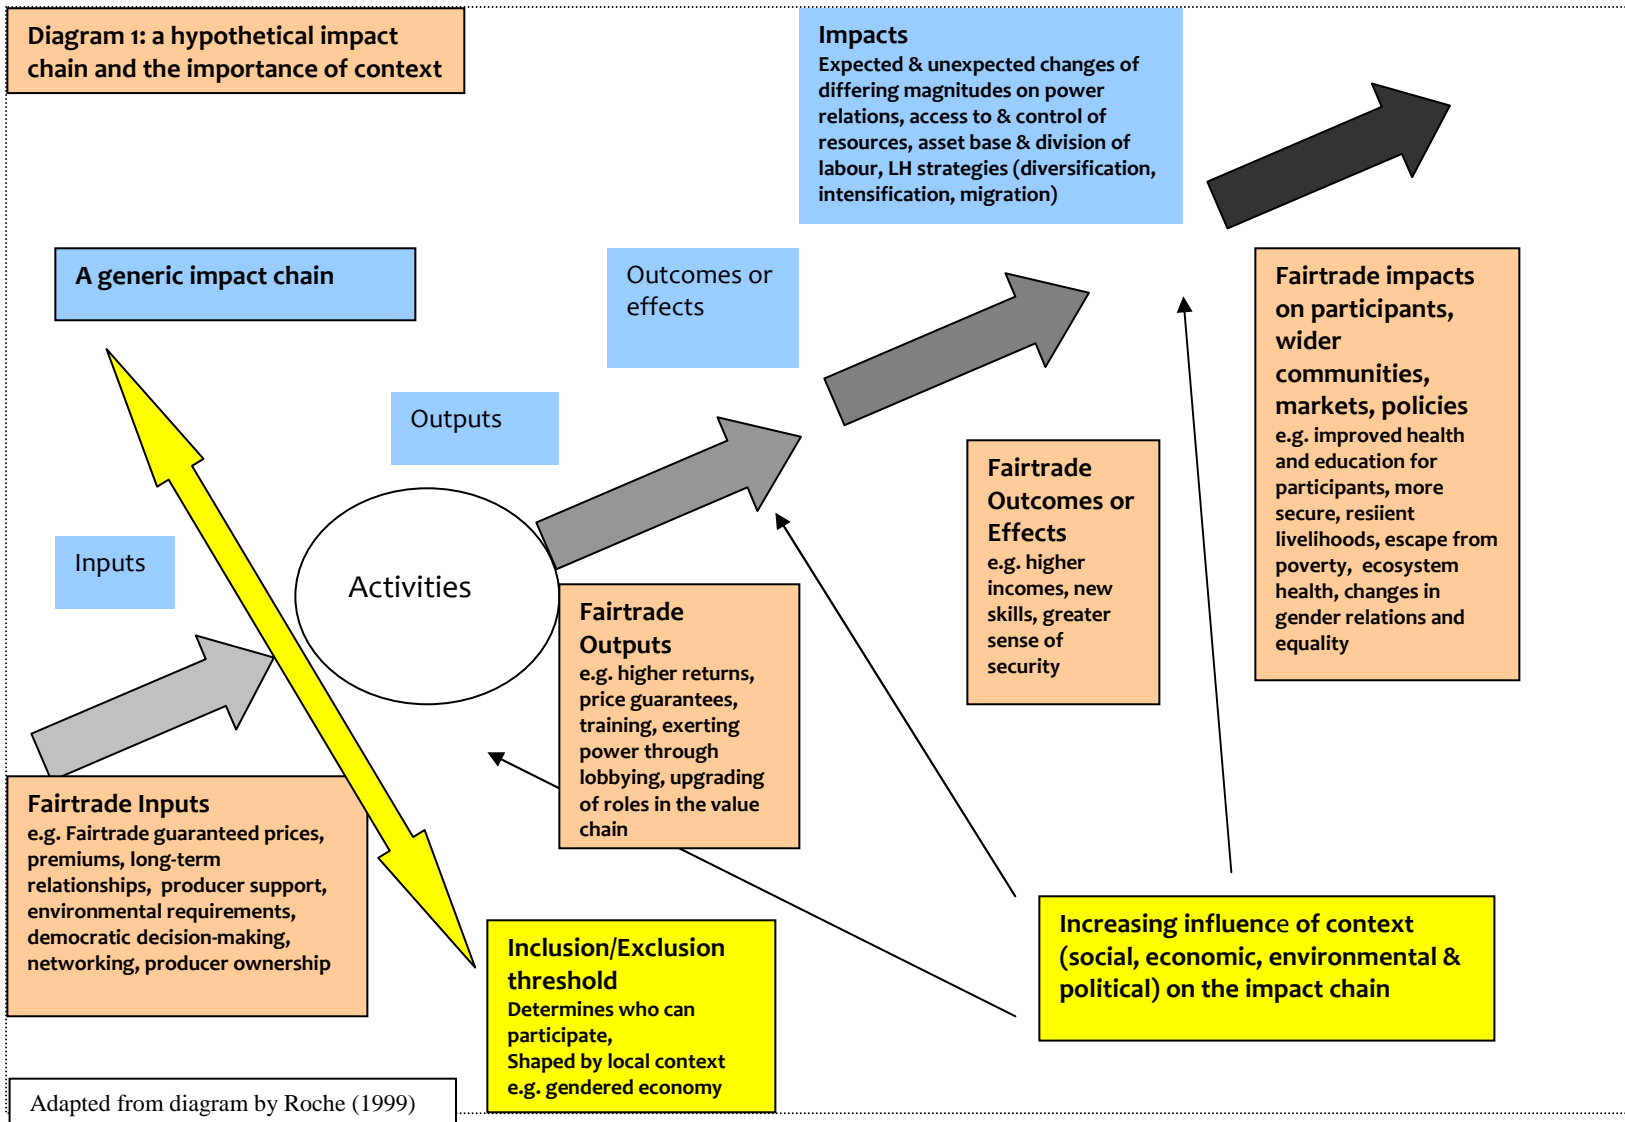 Diagram 1: a hypothetical impact
chain and the importance of context
Impacts
Expected & unexpected changes of
differing magnitudes on power
relations, access to & control of
resources, asset base & division of
labour, LH strategies (diversification,
intensification, migration)
A generic impact chain
Outcomes or
effects
Outputs
Inputs
Activities
Fairtrade impacts
on participants,
wider
communities,
markets, policies
e.g. improved health
and education for
participants, more
secure, resiient
livelihoods, escape from
poverty, ecosystem
health, changes in
gender relations and
equality
Fairtrade
Outcomes or
Effects
e.g. higher
incomes, new
skills, greater
sense of
security
Fairtrade
Outputs
e.g. higher returns,
price guarantees,
training, exerting
power through
lobbying, upgrading
of roles in the value
chain
Fairtrade Inputs
e.g. Fairtrade guaranteed prices,
premiums, long-term
relationships, producer support,
environmental requirements,
democratic decision-making,
networking, producer ownership
Inclusion/Exclusion
threshold
Determines who can
participate,
Shaped by local context
e.g. gendered economy
Increasing influence of context
(social, economic, environmental &
political) on the impact chain
Adapted from diagram by Roche (1999)